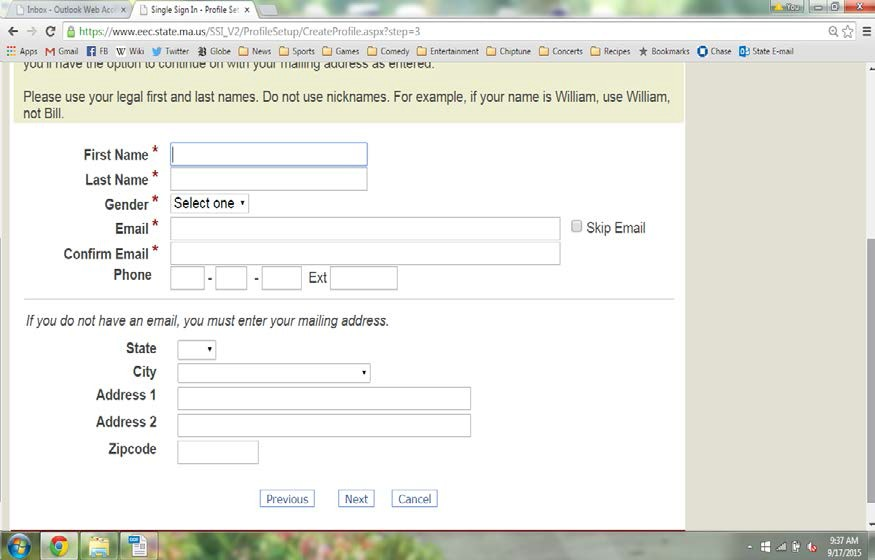 Inbox - Outlook Web Acc × Single Sign In - Profile Se × You
https://www.eec.state.ma.us/SSI_V2/ProfileSetup/CreateProfile.aspx?step=3
Apps Gmail FB Wiki Twitter Globe News Sports Games Comedy Entertainment Chiptune Concerts Recipes Bookmarks Chase State E-mail
you'll have the option to continue on with your mailing address as entered.
Please use your legal first and last names. Do not use nicknames. For example, if your name is William, use William,
not Bill.
First Name *
Last Name *
Gender * Select one
Email * Skip Email
Confirm Email *
Phone - - Ext
If you do not have an email, you must enter your mailing address.
State
City
Address 1
Address 2
Zipcode
Previous Next Cancel
9:37 AM
9/17/2015